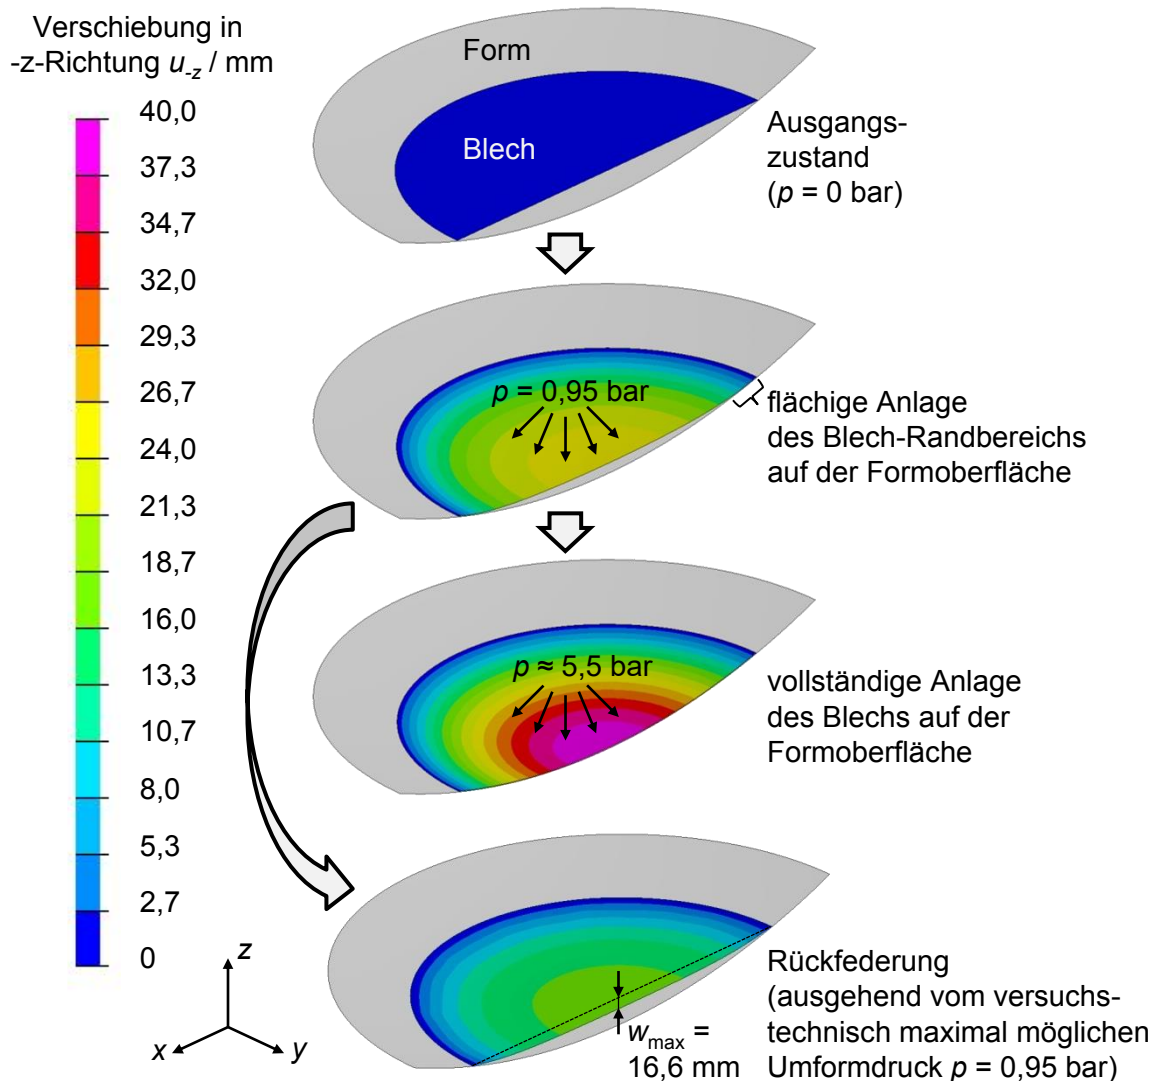 Verschiebung in
-z-Richtung u-z / mm
40,0
37,3
34,7
32,0
29,3
26,7
24,0
21,3
18,7
16,0
13,3
10,7
8,0
5,3
2,7
0
Form
Blech
Ausgangs-
zustand
(p = 0 bar)
p = 0,95 bar
flächige Anlage
des Blech-Randbereichs
auf der Formoberfläche
p ≈ 5,5 bar
vollständige Anlage
des Blechs auf der
Formoberfläche
z
x
y
wmax =
16,6 mm
Rückfederung
(ausgehend vom versuchs-
technisch maximal möglichen
Umformdruck p = 0,95 bar)